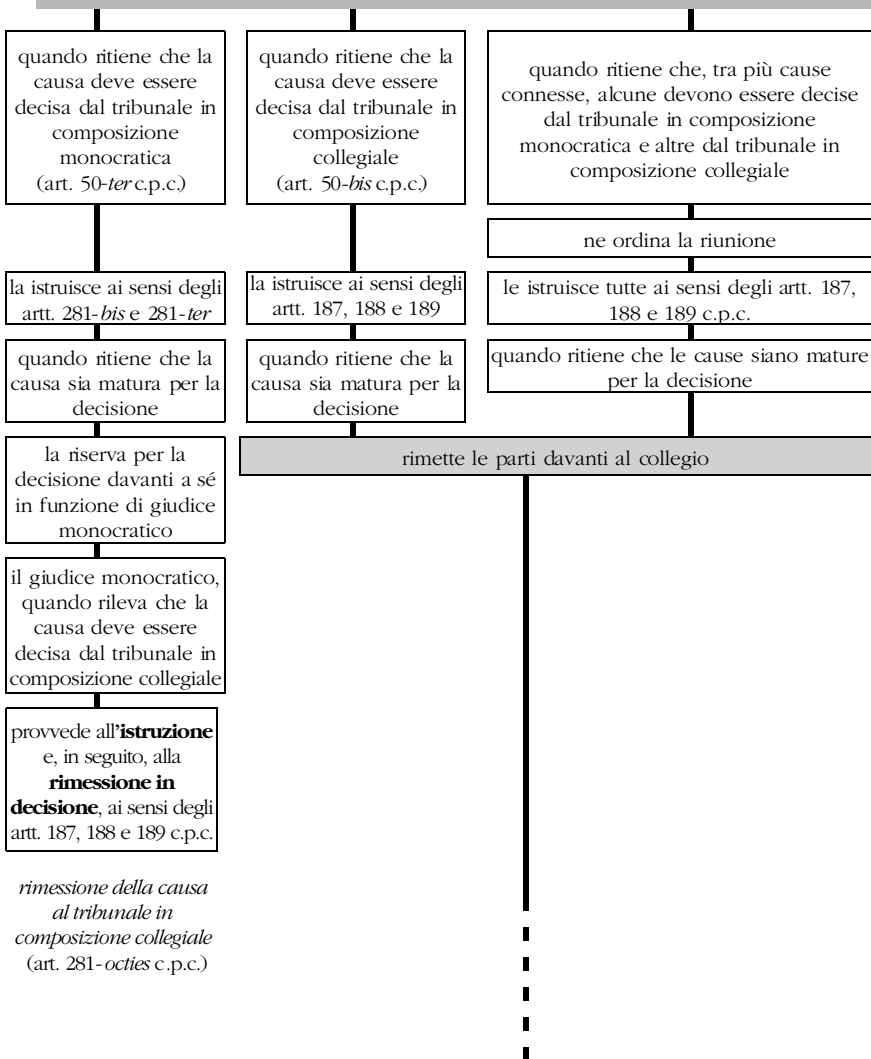 quando ritiene che la
causa deve essere
decisa dal tribunale in
composizione
monocratica
(art. 50-ter c.p.c.)
la istruisce ai sensi degli
artt. 281-bis e 281-ter
quando ritiene che la
causa sia matura per la
decisione
la riserva per la
decisione davanti a sé
in funzione di giudice
monocratico
il giudice monocratico,
quando rileva che la
causa deve essere
decisa dal tribunale in
composizione collegiale
provvede all'istruzione
e, in seguito, alla
rimessione in
decisione, ai sensi degli
artt. 187, 188 e 189 c.p.c.
rimessione della causa
al tribunale in
composizione collegiale
(art. 281-octies c.p.c.)
quando ritiene che la
causa deve essere
decisa dal tribunale in
composizione
collegiale
(art. 50-bis c.p.c.)
la istruisce ai sensi degli
artt. 187, 188 e 189
quando ritiene che la
causa sia matura per la
decisione
quando ritiene che, tra più cause
connesse, alcune devono essere decise
dal tribunale in composizione
monocratica e altre dal tribunale in
composizione collegiale
ne ordina la riunione
le istruisce tutte ai sensi degli artt. 187,
188 e 189 c.p.c.
quando ritiene che le cause siano mature
per la decisione
rimette le parti davanti al collegio